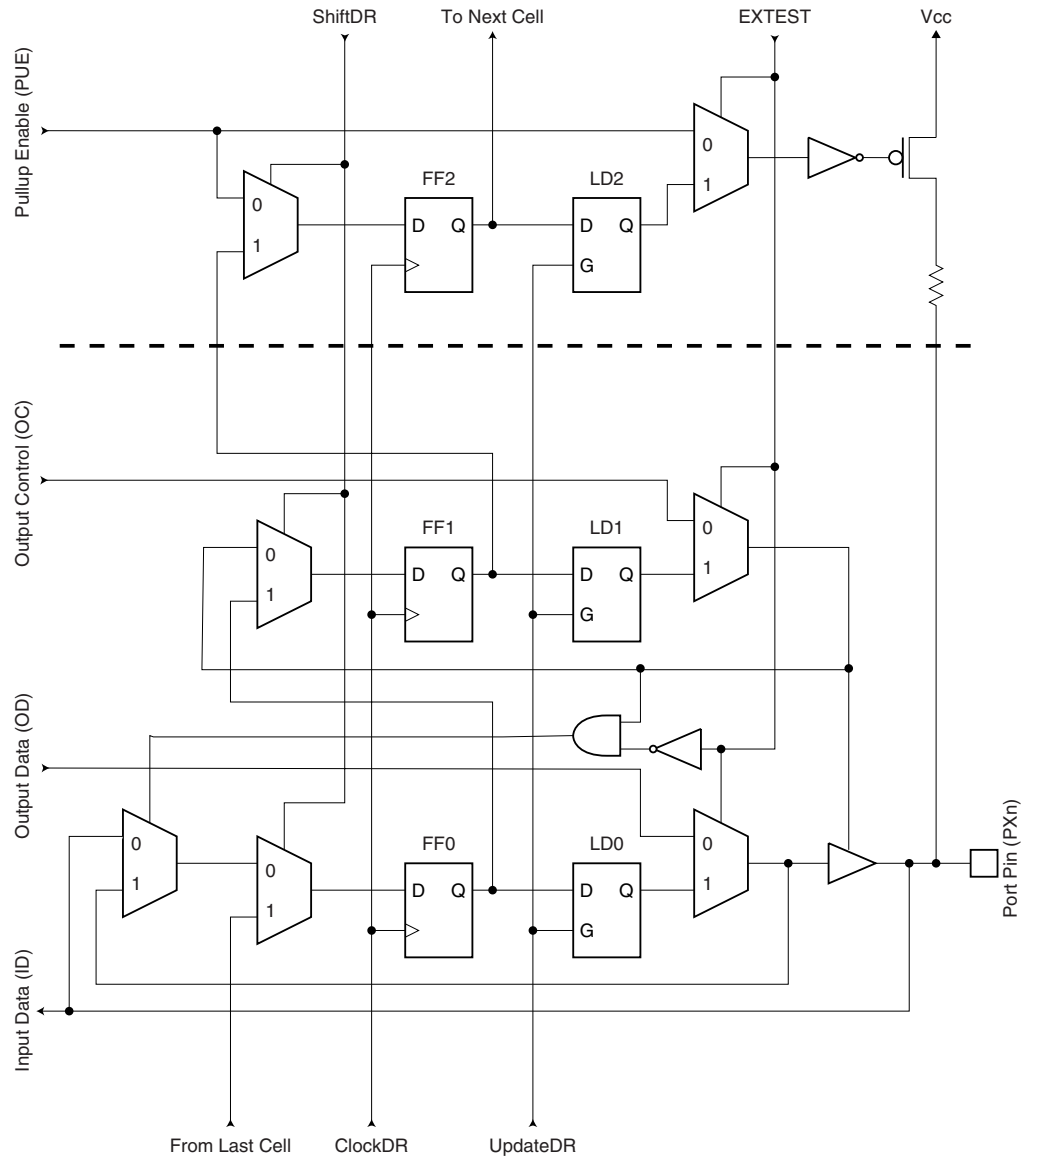 ShiftDR
To Next Cell
EXTEST
Vcc
Pullup Enable (PUE)
0
1
FF2
LD2
0
1
D Q
D Q
G
Output Control (OC)
FF1
LD1
0
1
0
1
D Q
D Q
G
Output Data (OD)
0
1
0
1
FF0
LD0
D Q
D Q
G
0
1
Port Pin (PXn)
Input Data (ID)
From Last Cell
ClockDR
UpdateDR